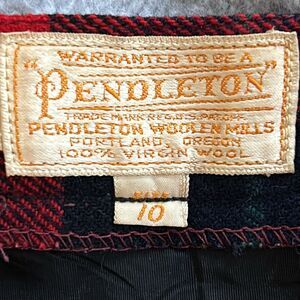 WARRANTED TO BE A
"PENDLETON"
TRADE MARK REG. U.S. PAT. OFF.
PENDLETON WOOLEN MILLS
PORTLAND, OREGON
100% VIRGIN WOOL
SIZE
10